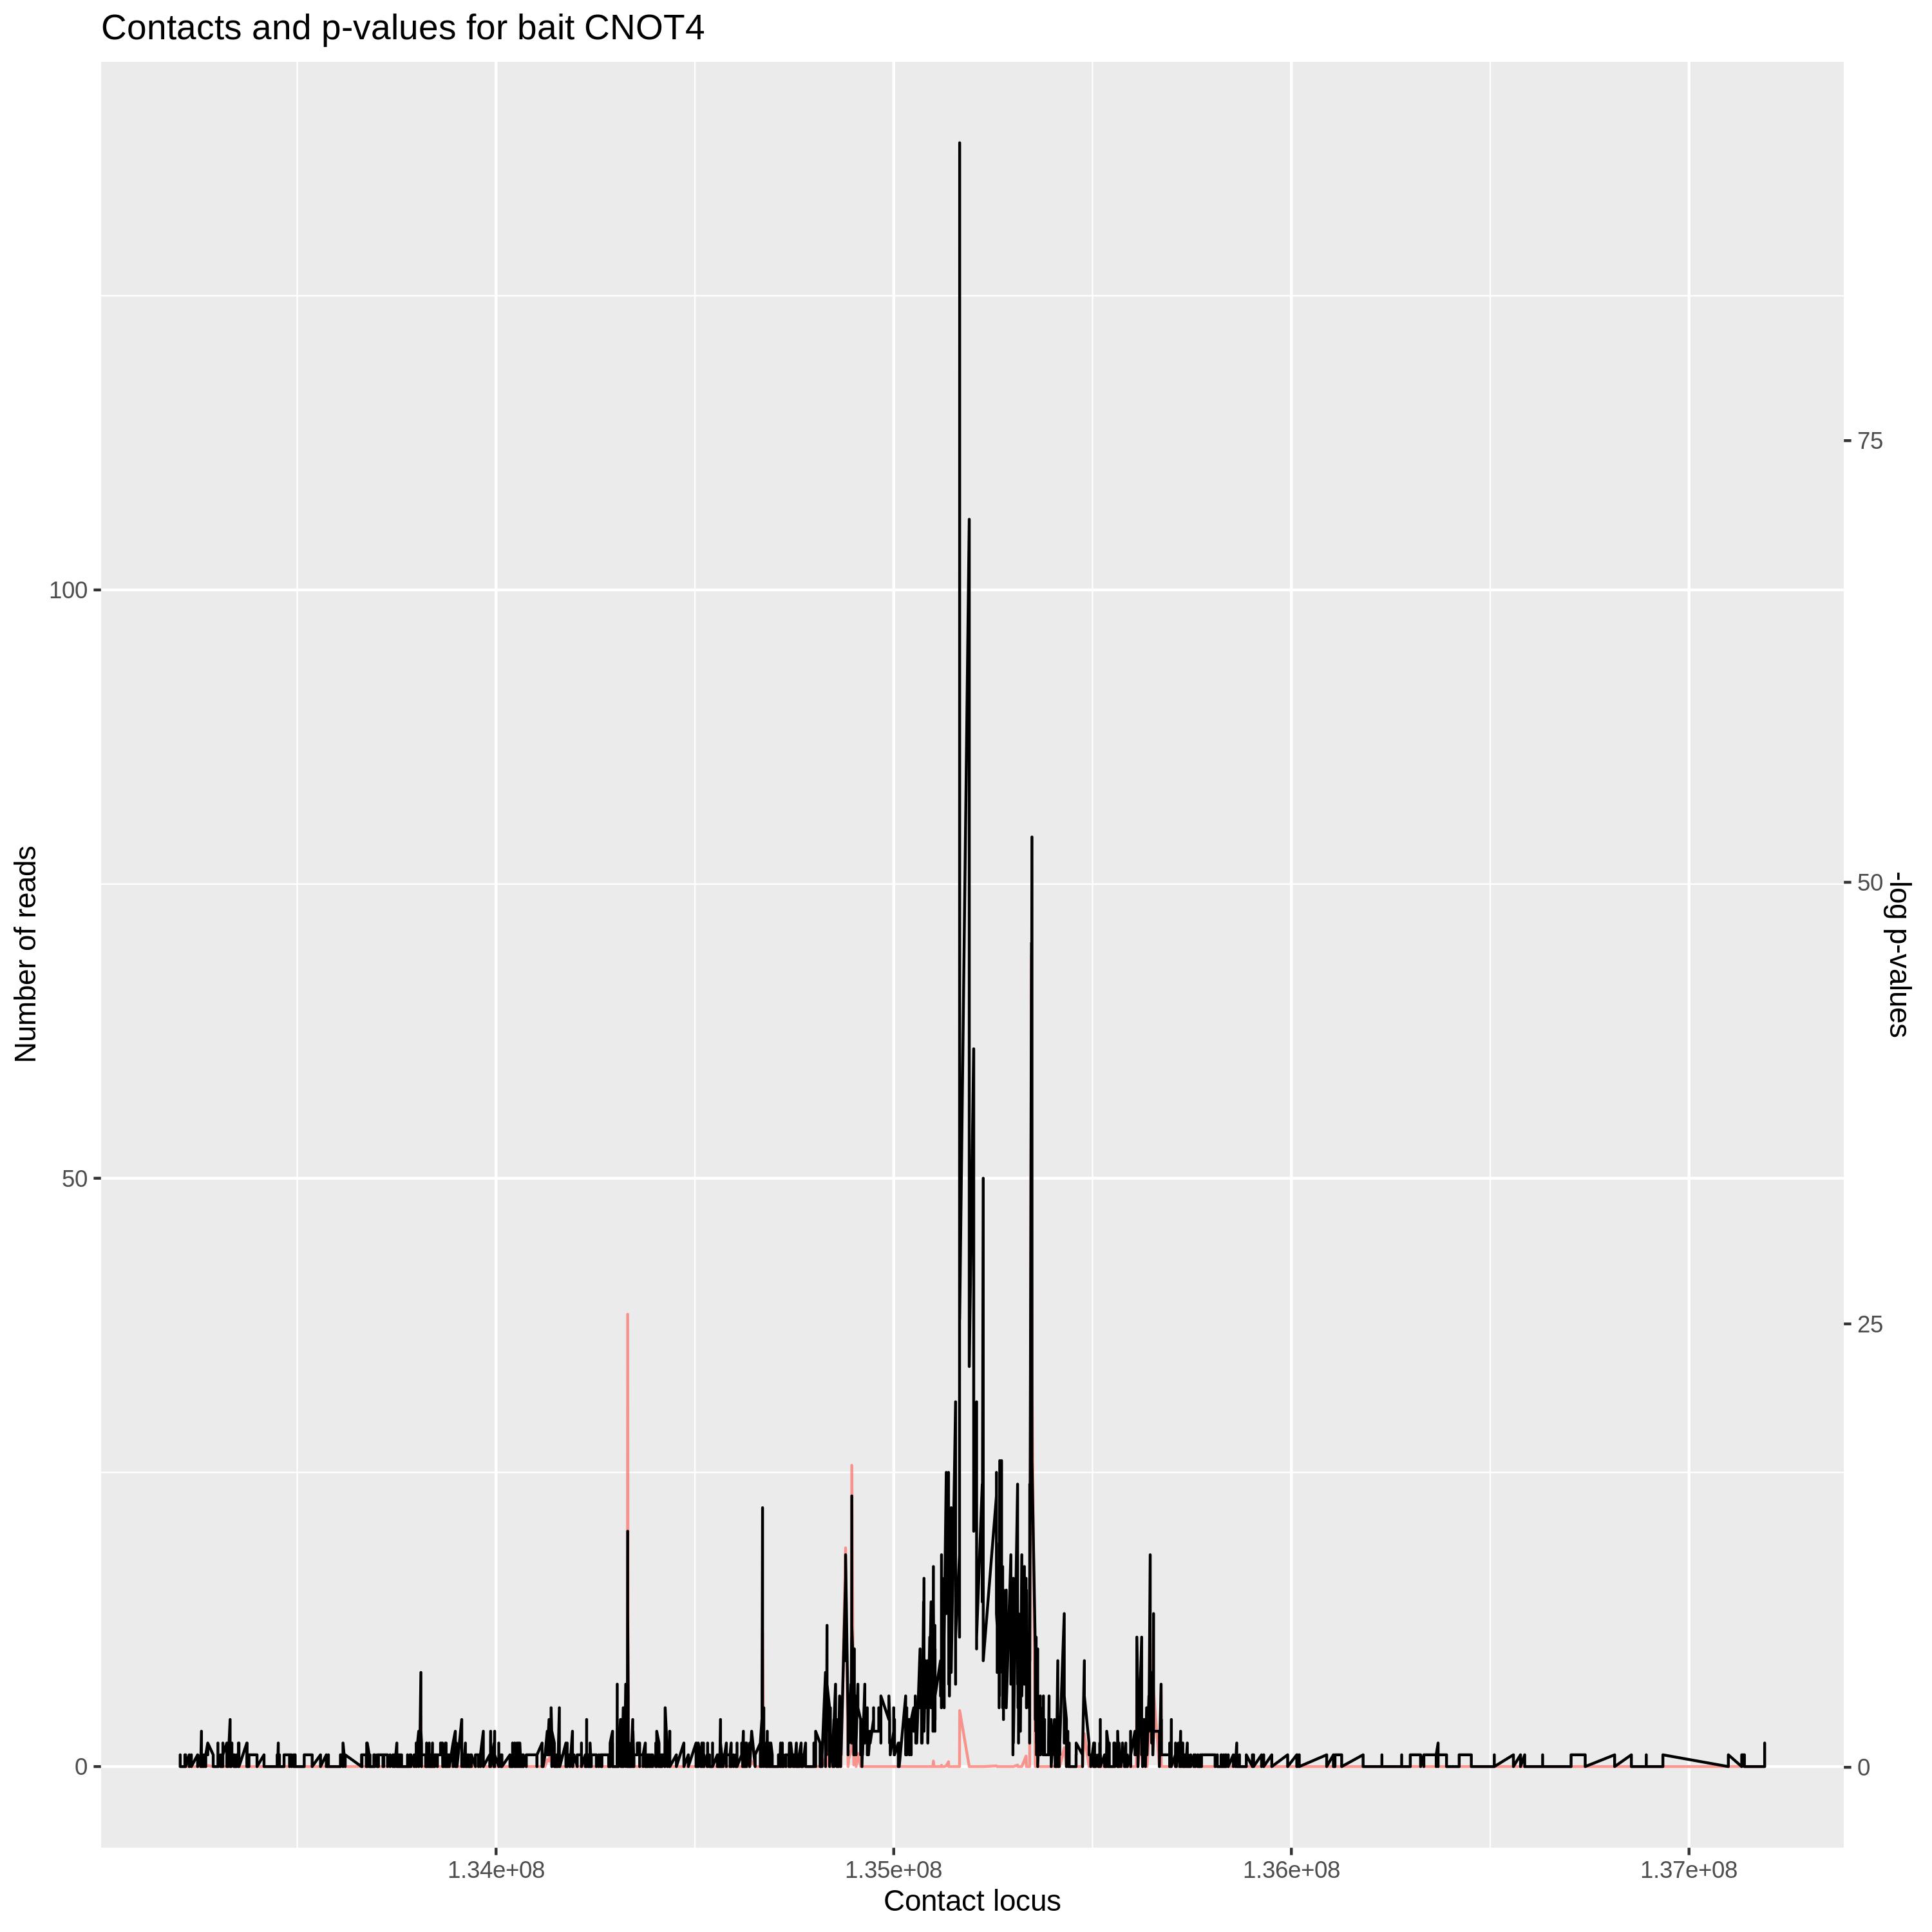 Contacts and p-values for bait CNOT4
Number of reads
100
50
0
75
50
25
0
-log p-values
1.34e+08
1.35e+08
1.36e+08
1.37e+08
Contact locus